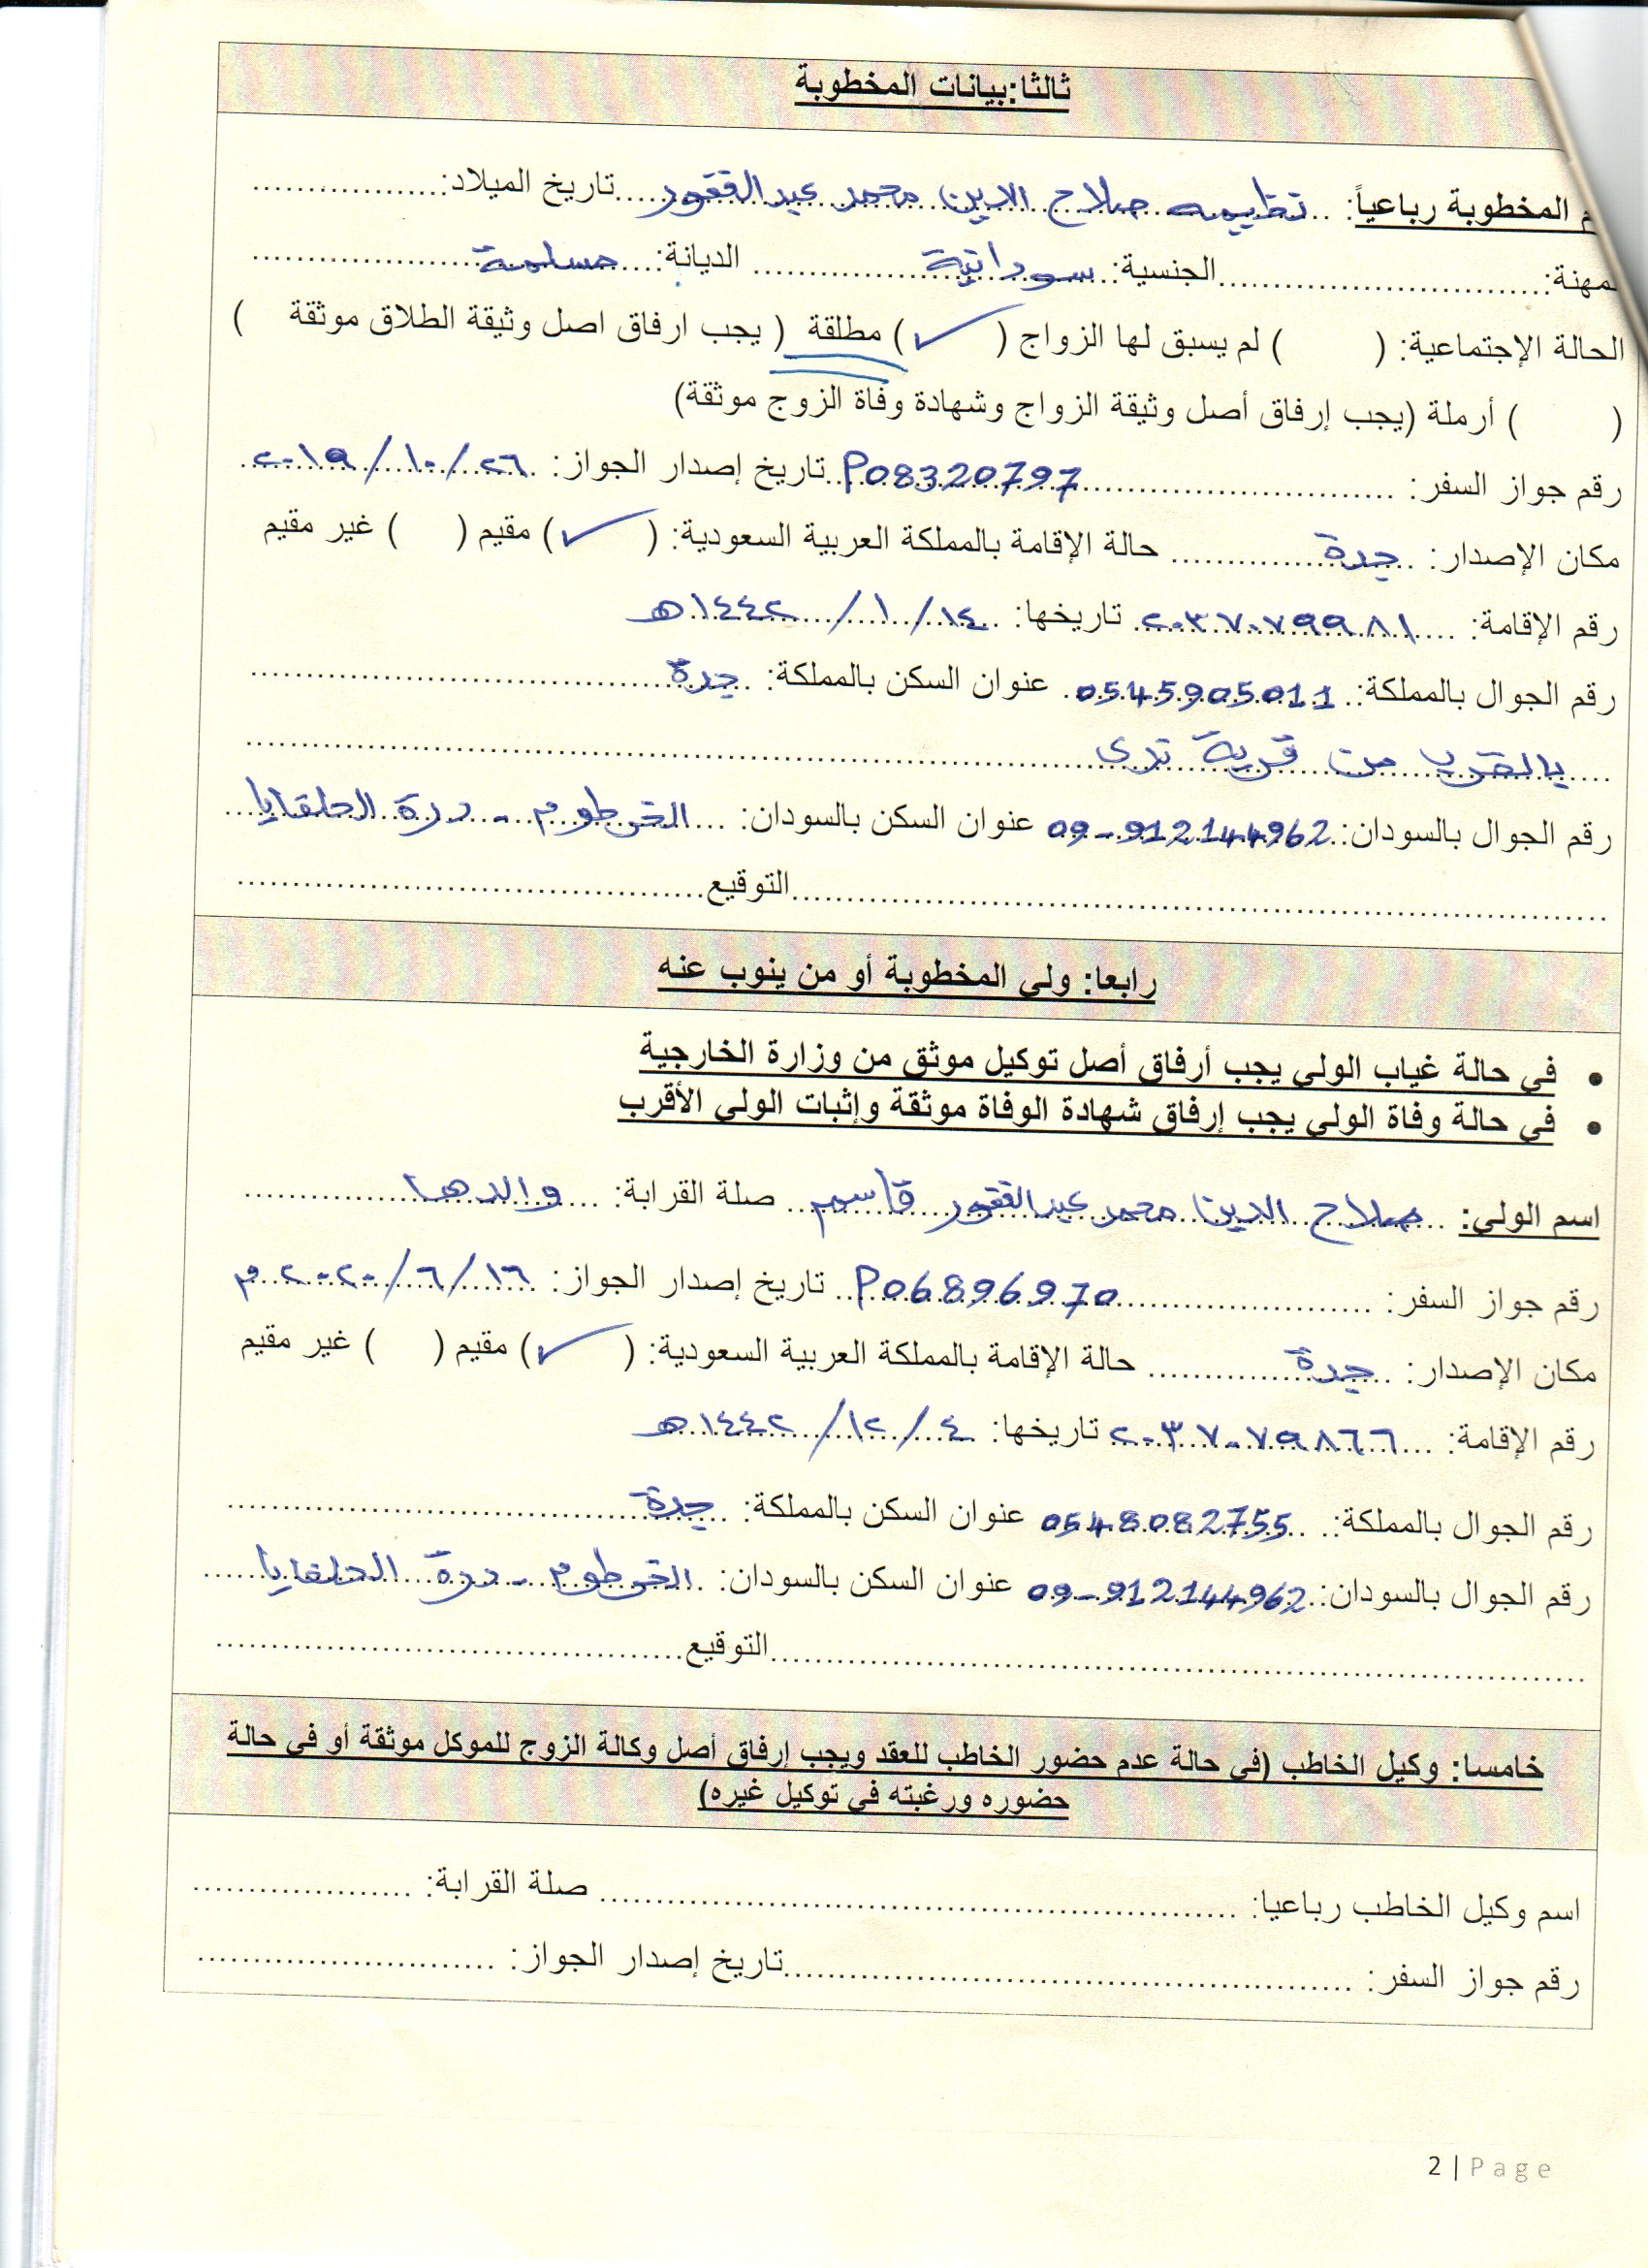 ثالثا:بيانات المخطوبة
م المخطوبة رباعياً: صلاح الدين محمد عبدالغفور تاريخ الميلاد:
لمهنة: الجنسية: سودانية الديانة: مسلمة
الحالة الإجتماعية: ( ) لم يسبق لها الزواج ( ✓ ) مطلقة ( يجب ارفاق اصل وثيقة الطلاق موثقة )
( ) أرملة (يجب إرفاق أصل وثيقة الزواج وشهادة وفاة الزوج موثقة)
رقم جواز السفر: P08320797 تاريخ إصدار الجواز: ٢٦/١٠/٢٠١٩
مكان الإصدار: جدة حالة الإقامة بالمملكة العربية السعودية: ( ✓ ) مقيم ( ) غير مقيم
رقم الإقامة: ٢٠٣٧٠٧٩٩٨١ تاريخها: ١٤/١/١٤٤٢هـ
رقم الجوال بالمملكة: 0545905011 عنوان السكن بالمملكة: جدة
بالقرب من قرية ندى
رقم الجوال بالسودان: 09-912144962 عنوان السكن بالسودان: الخرطوم - درة الحلفايا
التوقيع
رابعا: ولي المخطوبة أو من ينوب عنه
• في حالة غياب الولي يجب أرفاق أصل توكيل موثق من وزارة الخارجية
• في حالة وفاة الولي يجب إرفاق شهادة الوفاة موثقة وإثبات الولي الأقرب
اسم الولي: صلاح الدين محمد عبدالغفور قاسم صلة القرابة: والدها
رقم جواز السفر: P06896970 تاريخ إصدار الجواز: ١٦/٦/٢٠٢٠م
مكان الإصدار: جدة حالة الإقامة بالمملكة العربية السعودية: ( ✓ ) مقيم ( ) غير مقيم
رقم الإقامة: ٢٠٣٧٠٧٩٨٦٦ تاريخها: ٤/١٢/١٤٤٢هـ
رقم الجوال بالمملكة: 0548082755 عنوان السكن بالمملكة: جدة
رقم الجوال بالسودان: 09-912144962 عنوان السكن بالسودان: الخرطوم - درة الحلفايا
التوقيع
خامسا: وكيل الخاطب (في حالة عدم حضور الخاطب للعقد ويجب إرفاق أصل وكالة الزوج للموكل موثقة أو في حالة
حضوره ورغبته في توكيل غيره)
اسم وكيل الخاطب رباعيا: صلة القرابة:
رقم جواز السفر: تاريخ إصدار الجواز:
2 | Page